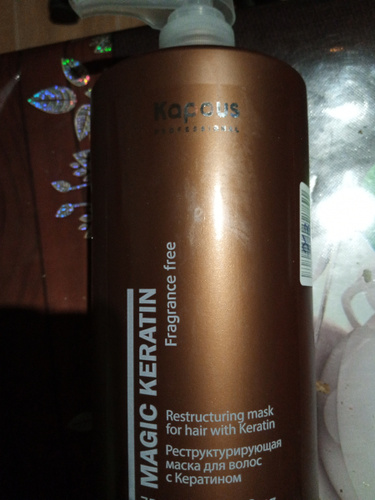 Kapous
PROFESSIONAL
MAGIC KERATIN
Fragrance free
Restructuring mask
for hair with Keratin
Реструктурирующая
маска для волос
с Кератином